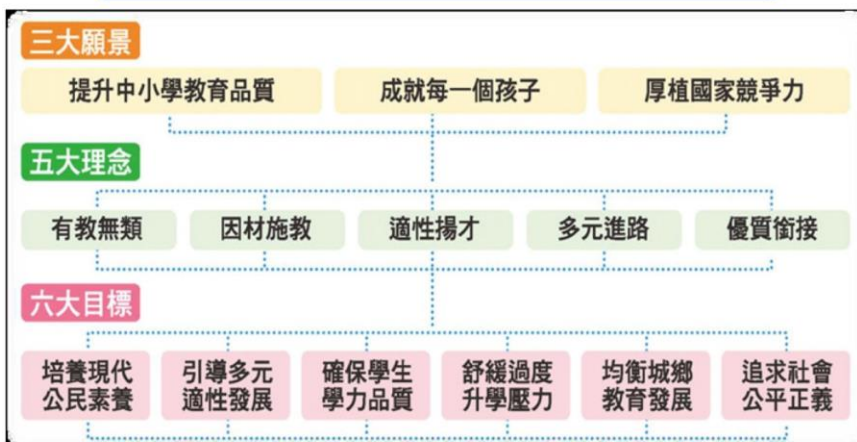 三大願景
提升中小學教育品質 成就每一個孩子 厚植國家競爭力
五大理念
有教無類 因材施教 適性揚才 多元進路 優質銜接
六大目標
培養現代 引導多元 確保學生 舒緩過度 均衡城鄉 追求社會
公民素養 適性發展 學力品質 升學壓力 教育發展 公平正義